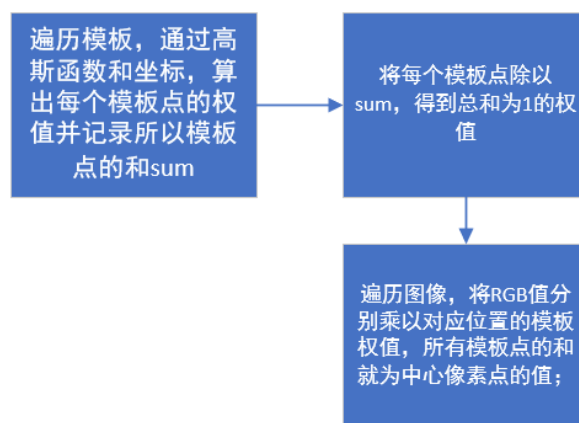 遍历模板，通过高
斯函数和坐标，算
出每个模板点的权
值并记录所以模板
点的和sum
将每个模板点除以
sum，得到总和为1的权
值
遍历图像，将RGB值分
别乘以对应位置的模板
权值，所有模板点的和
就为中心像素点的值；